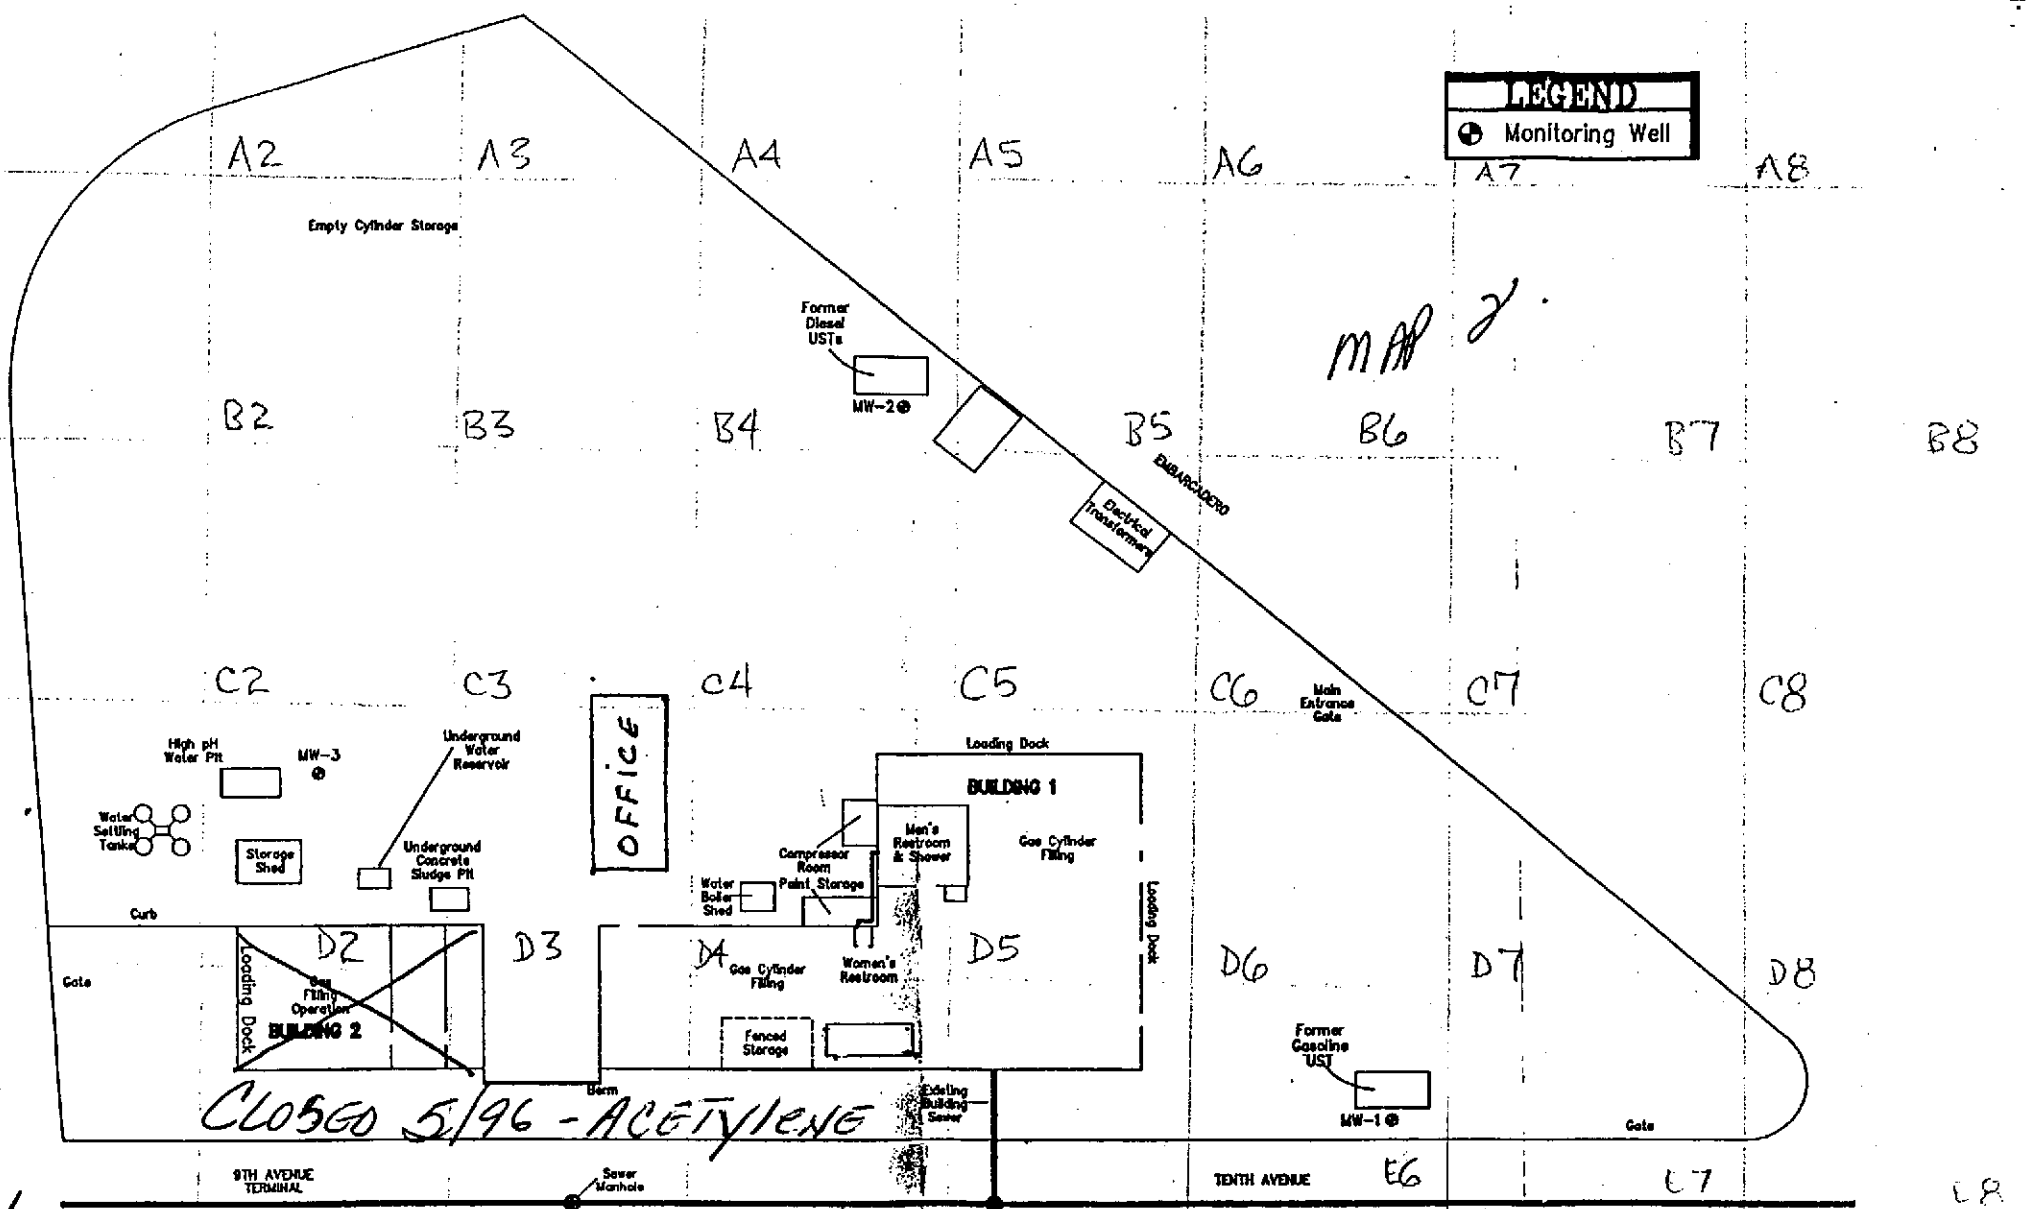 LEGEND
Monitoring Well
A2
A3
A4
A5
A6
A7
A8
Empty Cylinder Storage
MAP 2.
Former
Diesel
USTs
MW-2
B2
B3
B4
B5
B6
B7
B8
EMBARCADERO
Electrical
Transformers
C2
C3
C4
C5
C6
Main
Entrance
Gate
C7
C8
High pH
Water Pit
MW-3
Underground
Water
Reservoir
OFFICE
Loading Dock
BUILDING 1
Water
Settling
Tanks
Storage
Shed
Underground
Concrete
Sludge Pit
Compressor
Room
Paint Storage
Men's
Restroom
& Shower
Gas Cylinder
Filling
Water
Boiler
Shed
Loading Dock
Curb
D2
D3
D4
D5
D6
D7
D8
Gate
Loading Dock
Gas
Filling
Operation
BUILDING 2
Gas Cylinder
Filling
Women's
Restroom
Fenced
Storage
Former
Gasoline
UST
MW-1
Gate
Berm
CLOSED 5/96 - ACETYLENE
Existing
Building
Sewer
9TH AVENUE
TERMINAL
Sewer
Manhole
TENTH AVENUE
E6
E7